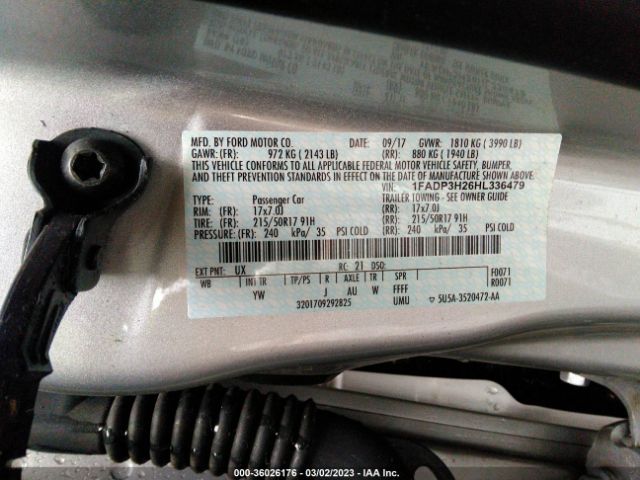 MFD. BY FORD MOTOR CO. DATE: 09/17 GVWR: 1810 KG ( 3990 LB)
GAWR: (FR): 972 KG ( 2143 LB) (RR): 880 KG ( 1940 LB)
THIS VEHICLE CONFORMS TO ALL APPLICABLE FEDERAL MOTOR VEHICLE SAFETY, BUMPER,
AND THEFT PREVENTION STANDARDS IN EFFECT ON THE DATE OF MANUFACTURE SHOWN ABOVE.
VIN: 1FADP3H26HL336479
TYPE: Passenger Car TRAILER TOWING - SEE OWNER GUIDE
RIM: (FR): 17x7.0J (RR): 17x7.0J
TIRE: (FR): 215/50R17 91H (RR): 215/50R17 91H
PRESSURE: (FR): 240 kPa/ 35 PSI COLD (RR): 240 kPa/ 35 PSI COLD
EXT PNT: UX RC: 21 DSO: F0071
WB INT TR TP/PS R AXLE TR SPR R0071
YW J AU W FFFF
3201709292825 UMU 5U5A-3520472-AA
000-36026176 - 03/02/2023 - IAA Inc.